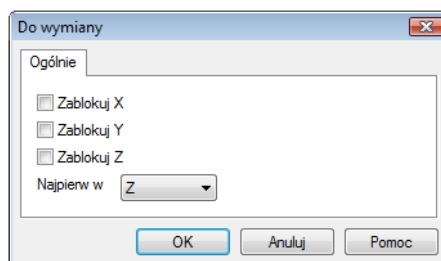 Do wymiany
Ogólnie
Zablokuj X
Zablokuj Y
Zablokuj Z
Najpierw w Z
OK Anuluj Pomoc